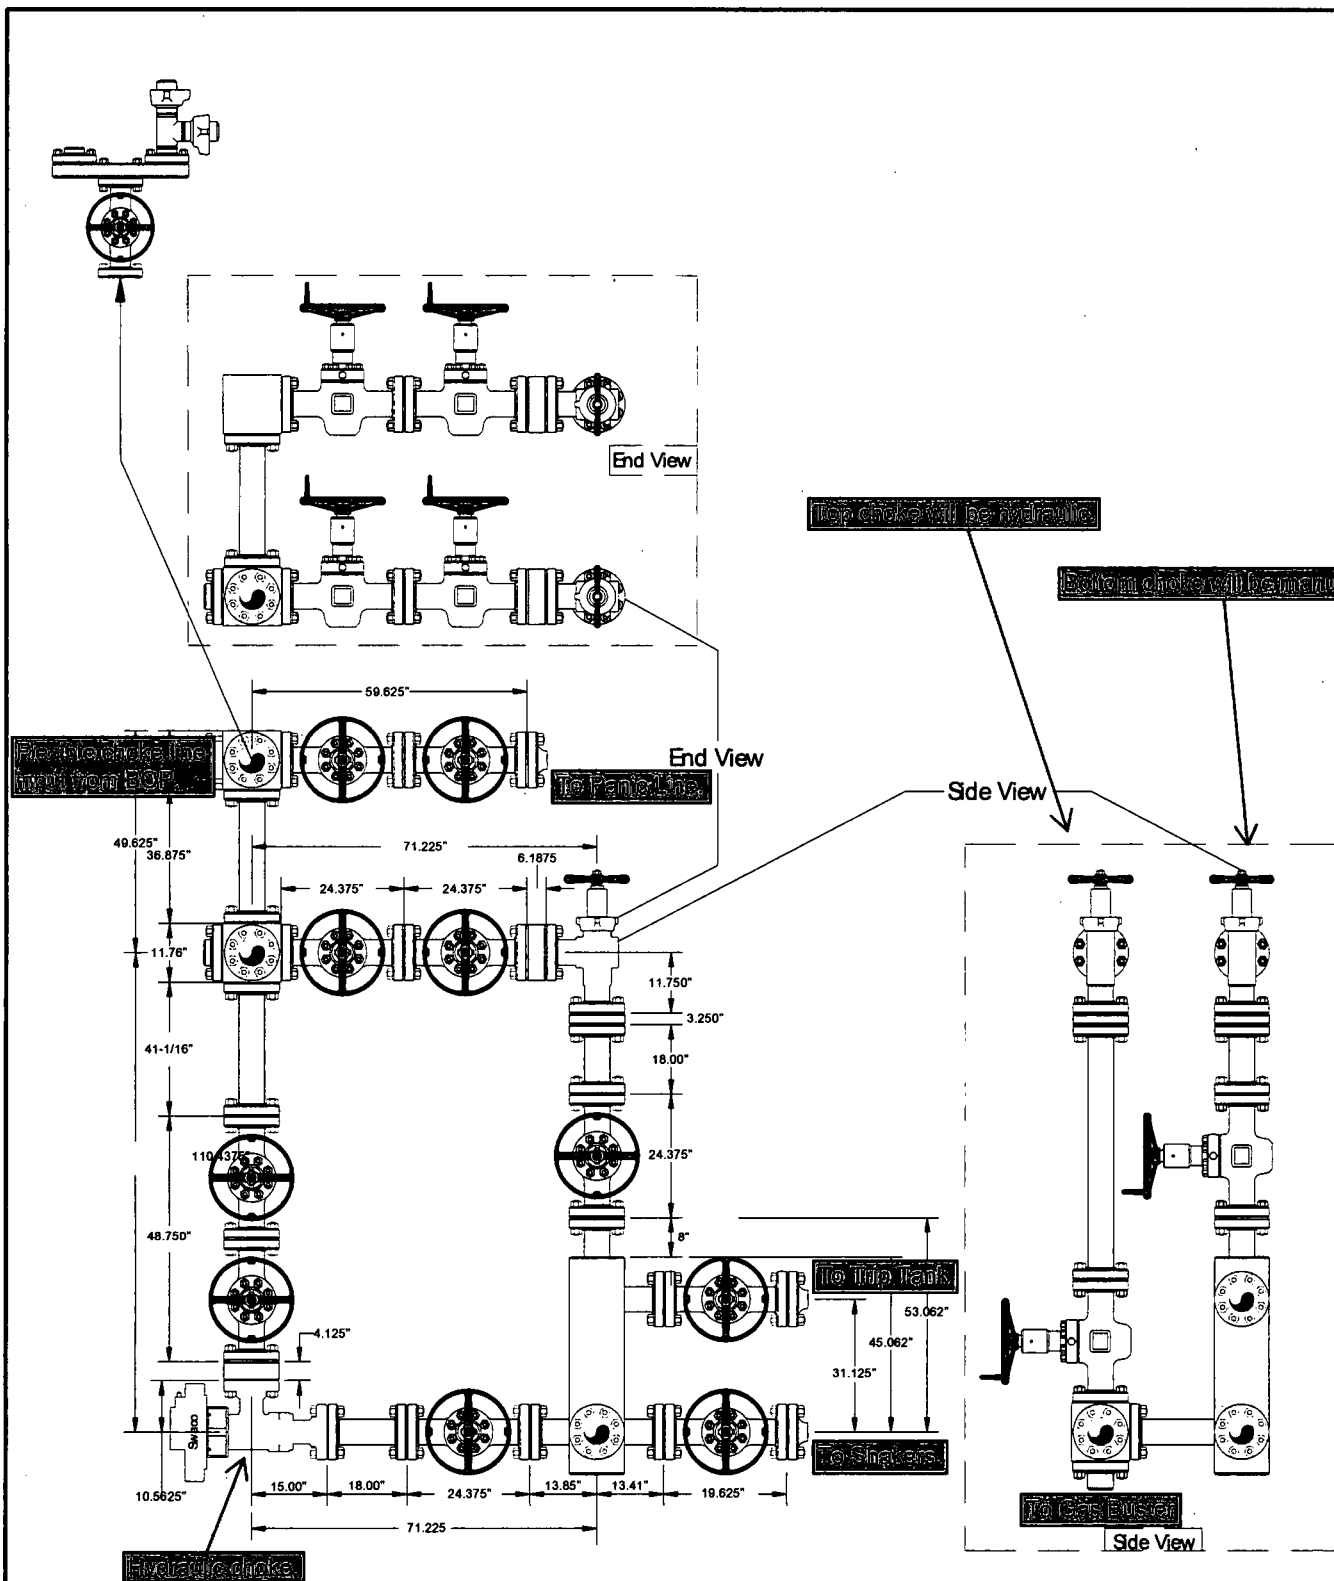 End View
Top choke will be hydraulic
Bottom choke will be manu
59.625"
Flexible choke line
from BOP
End View
To Panic Line
Side View
49.625"
36.875"
71.225"
6.1875
24.375"
24.375"
11.76"
11.750"
3.250"
41-1/16"
18.00"
110.4375"
24.375"
48.750"
8"
To Trip Tank
53.062"
4.125"
45.062"
31.125"
Swaco
To Shakers
10.5625"
15.00"
18.00"
24.375"
13.85"
13.41"
19.625"
71.225
To Gas Buster
Side View
Hydraulic choke